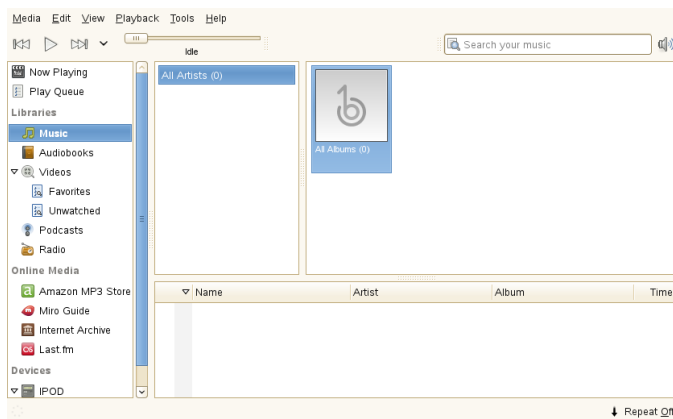 Media Edit View Playback Tools Help
Idle
Search your music
Now Playing
Play Queue
Libraries
Music
Audiobooks
Videos
Favorites
Unwatched
Podcasts
Radio
Online Media
Amazon MP3 Store
Miro Guide
Internet Archive
Last.fm
Devices
IPOD
All Artists (0)
All Albums (0)
Name Artist Album Time
Repeat Off